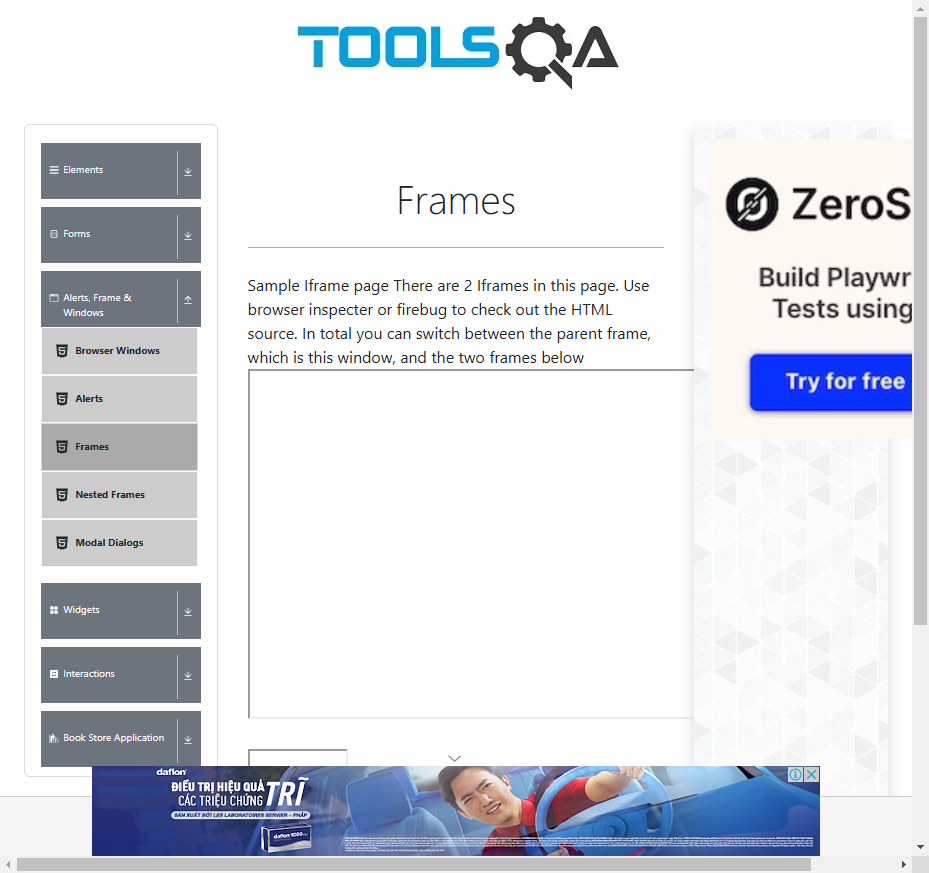 TOOLSQA
Elements
Forms
Alerts, Frame &
Windows
Browser Windows
Alerts
Frames
Nested Frames
Modal Dialogs
Widgets
Interactions
Book Store Application
Frames
Sample Iframe page There are 2 Iframes in this page. Use
browser inspecter or firebug to check out the HTML
source. In total you can switch between the parent frame,
which is this window, and the two frames below
ZeroS
Build Playwr
Tests using
Try for free
daflon
ĐIỀU TRỊ HIỆU QUẢ
CÁC TRIỆU CHỨNG TRĨ
SẢN XUẤT BỞI LES LABORATOIRES SERVIER – PHÁP
daflon 1000